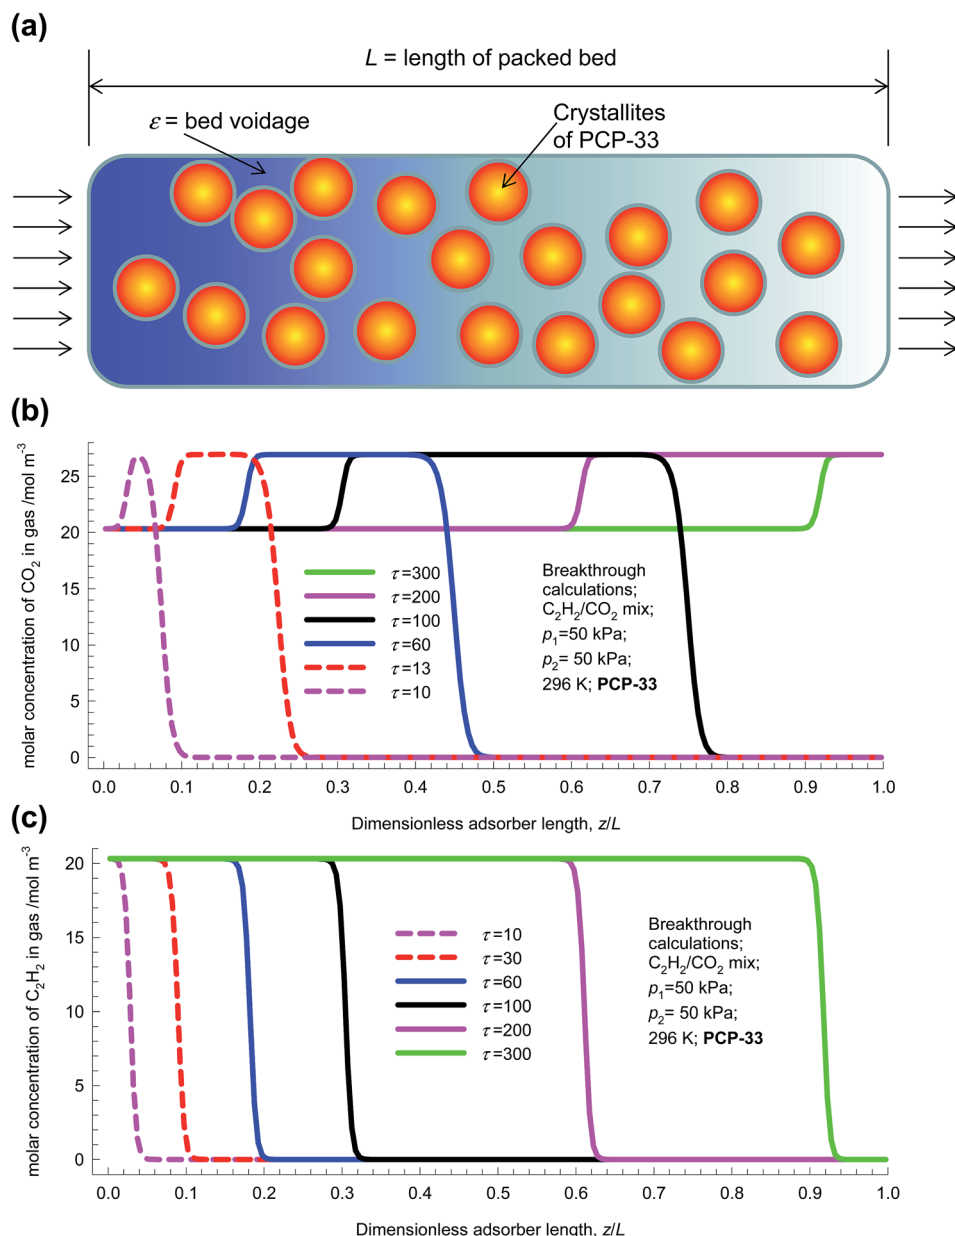 (a)
L = length of packed bed
ε = bed voidage
Crystallites
of PCP-33
(b)
molar concentration of CO₂ in gas /mol m⁻³
25
20
15
10
5
0
τ=300
τ=200
τ=100
τ=60
τ=13
τ=10
Breakthrough
calculations;
C₂H₂/CO₂ mix;
p₁=50 kPa;
p₂= 50 kPa;
296 K; PCP-33
0.0 0.1 0.2 0.3 0.4 0.5 0.6 0.7 0.8 0.9 1.0
Dimensionless adsorber length, z/L
(c)
molar concentration of C₂H₂ in gas /mol m⁻³
20
15
10
5
0
τ=10
τ=30
τ=60
τ=100
τ=200
τ=300
Breakthrough
calculations;
C₂H₂/CO₂ mix;
p₁=50 kPa;
p₂= 50 kPa;
296 K; PCP-33
0.0 0.1 0.2 0.3 0.4 0.5 0.6 0.7 0.8 0.9 1.0
Dimensionless adsorber length, z/L